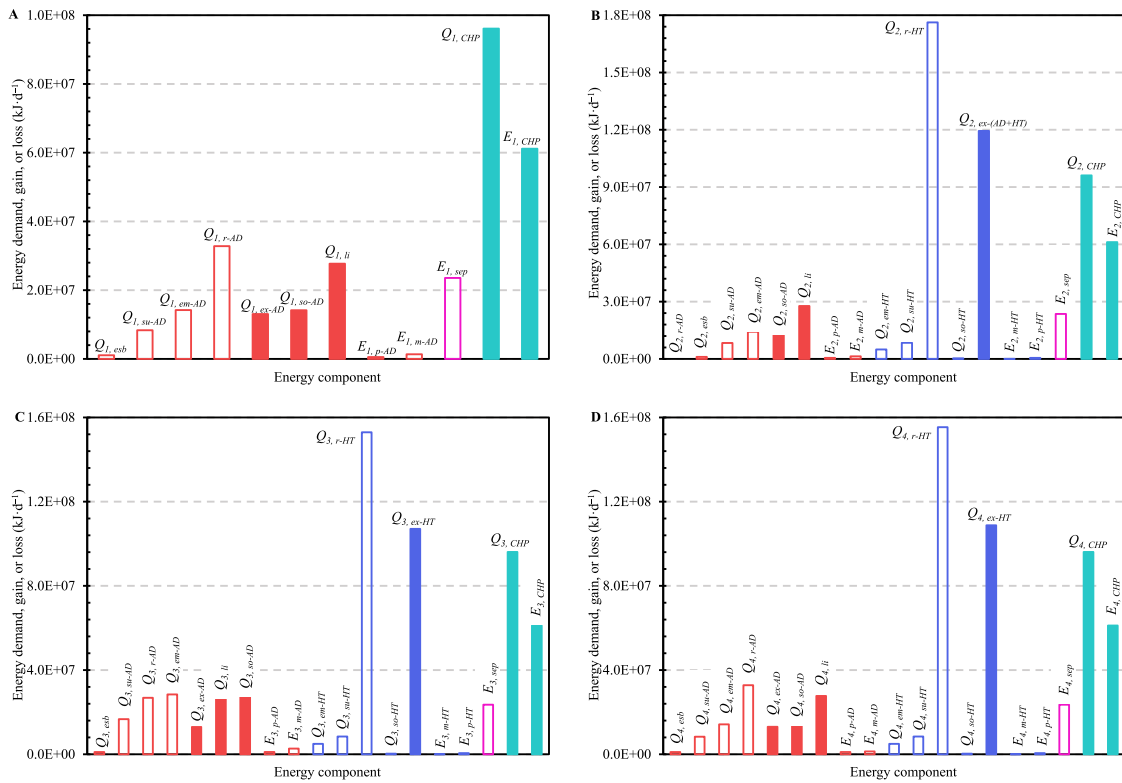 A
Energy demand, gain, or loss (kJ·d⁻¹)
1.0E+08
8.0E+07
6.0E+07
4.0E+07
2.0E+07
0.0E+00
Q1, esb
Q1, su-AD
Q1, em-AD
Q1, r-AD
Q1, ex-AD
Q1, so-AD
Q1, li
E1, p-AD
E1, m-AD
E1, sep
Q1, CHP
E1, CHP
Energy component
B
Energy demand, gain, or loss (kJ·d⁻¹)
1.8E+08
1.5E+08
1.2E+08
9.0E+07
6.0E+07
3.0E+07
0.0E+00
Q2, r-AD
Q2, esb
Q2, su-AD
Q2, em-AD
Q2, so-AD
Q2, li
E2, p-AD
E2, m-AD
Q2, em-HT
Q2, su-HT
Q2, r-HT
Q2, so-HT
Q2, ex-(AD+HT)
E2, m-HT
E2, p-HT
E2, sep
Q2, CHP
E2, CHP
Energy component
C
Energy demand, gain, or loss (kJ·d⁻¹)
1.6E+08
1.2E+08
8.0E+07
4.0E+07
0.0E+00
Q3, esb
Q3, su-AD
Q3, r-AD
Q3, em-AD
Q3, ex-AD
Q3, li
Q3, so-AD
E3, p-AD
E3, m-AD
Q3, em-HT
Q3, su-HT
Q3, r-HT
Q3, so-HT
Q3, ex-HT
E3, m-HT
E3, p-HT
E3, sep
Q3, CHP
E3, CHP
Energy component
D
Energy demand, gain, or loss (kJ·d⁻¹)
1.6E+08
1.2E+08
8.0E+07
4.0E+07
0.0E+00
Q4, esb
Q4, su-AD
Q4, em-AD
Q4, r-AD
Q4, ex-AD
Q4, so-AD
Q4, li
E4, p-AD
E4, m-AD
Q4, em-HT
Q4, su-HT
Q4, r-HT
Q4, so-HT
Q4, ex-HT
E4, m-HT
E4, p-HT
E4, sep
Q4, CHP
E4, CHP
Energy component